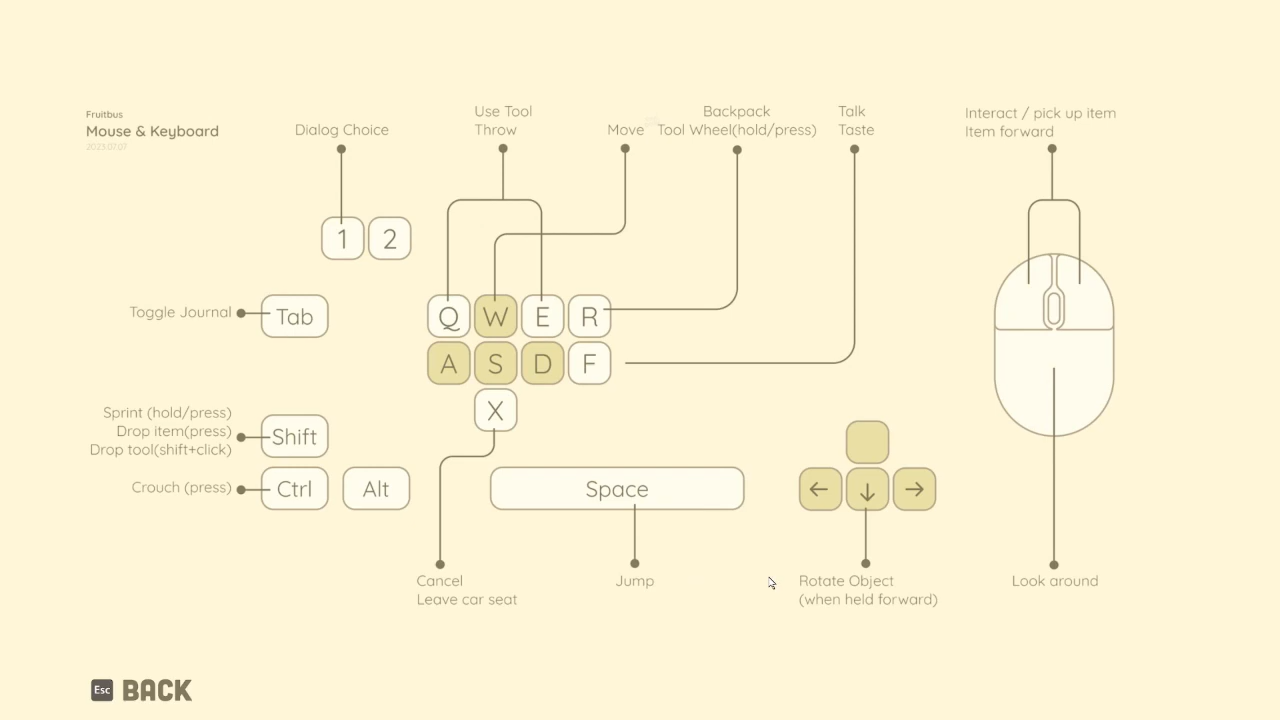 Fruitbus
Mouse & Keyboard
2023.07.07
Dialog Choice
Use Tool
Throw
Move
Backpack
Tool Wheel(hold/press)
Talk
Taste
Interact / pick up item
Item forward
1 2
Toggle Journal
Tab
Q W E R
A S D F
X
Sprint (hold/press)
Drop item(press)
Drop tool(shift+click)
Shift
Crouch (press)
Ctrl Alt Space
← ↓ →
Cancel
Leave car seat
Jump
Rotate Object
(when held forward)
Look around
Esc BACK